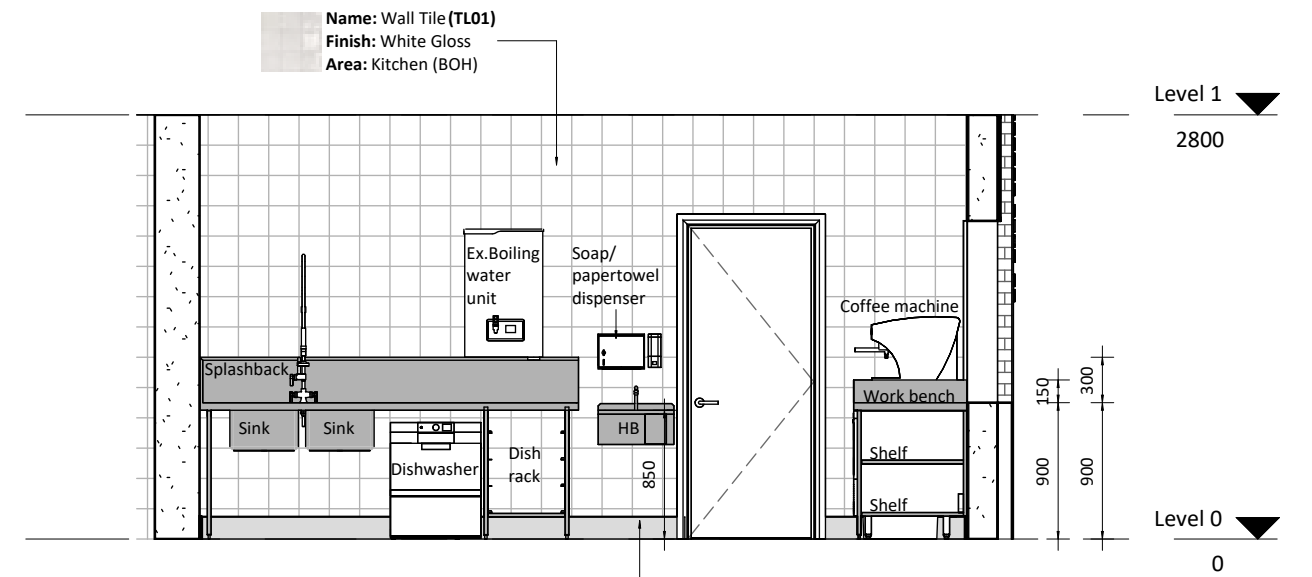 Name: Wall Tile (TL01)
Finish: White Gloss
Area: Kitchen (BOH)
Level 1
2800
Ex.Boiling
water
unit
Soap/
papertowel
dispenser
Coffee machine
Splashback
Work bench
150
300
Sink
Sink
HB
Dishwasher
Dish
rack
850
Shelf
Shelf
900
900
Level 0
0